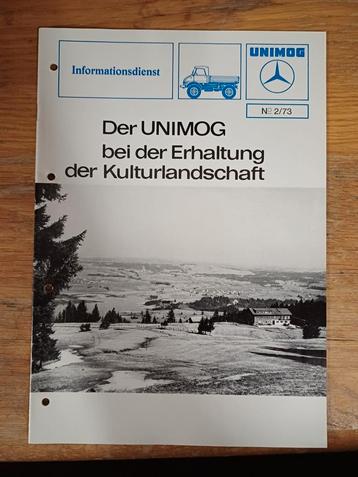 Informationsdienst
UNIMOG
№ 2/73
Der UNIMOG
bei der Erhaltung
der Kulturlandschaft